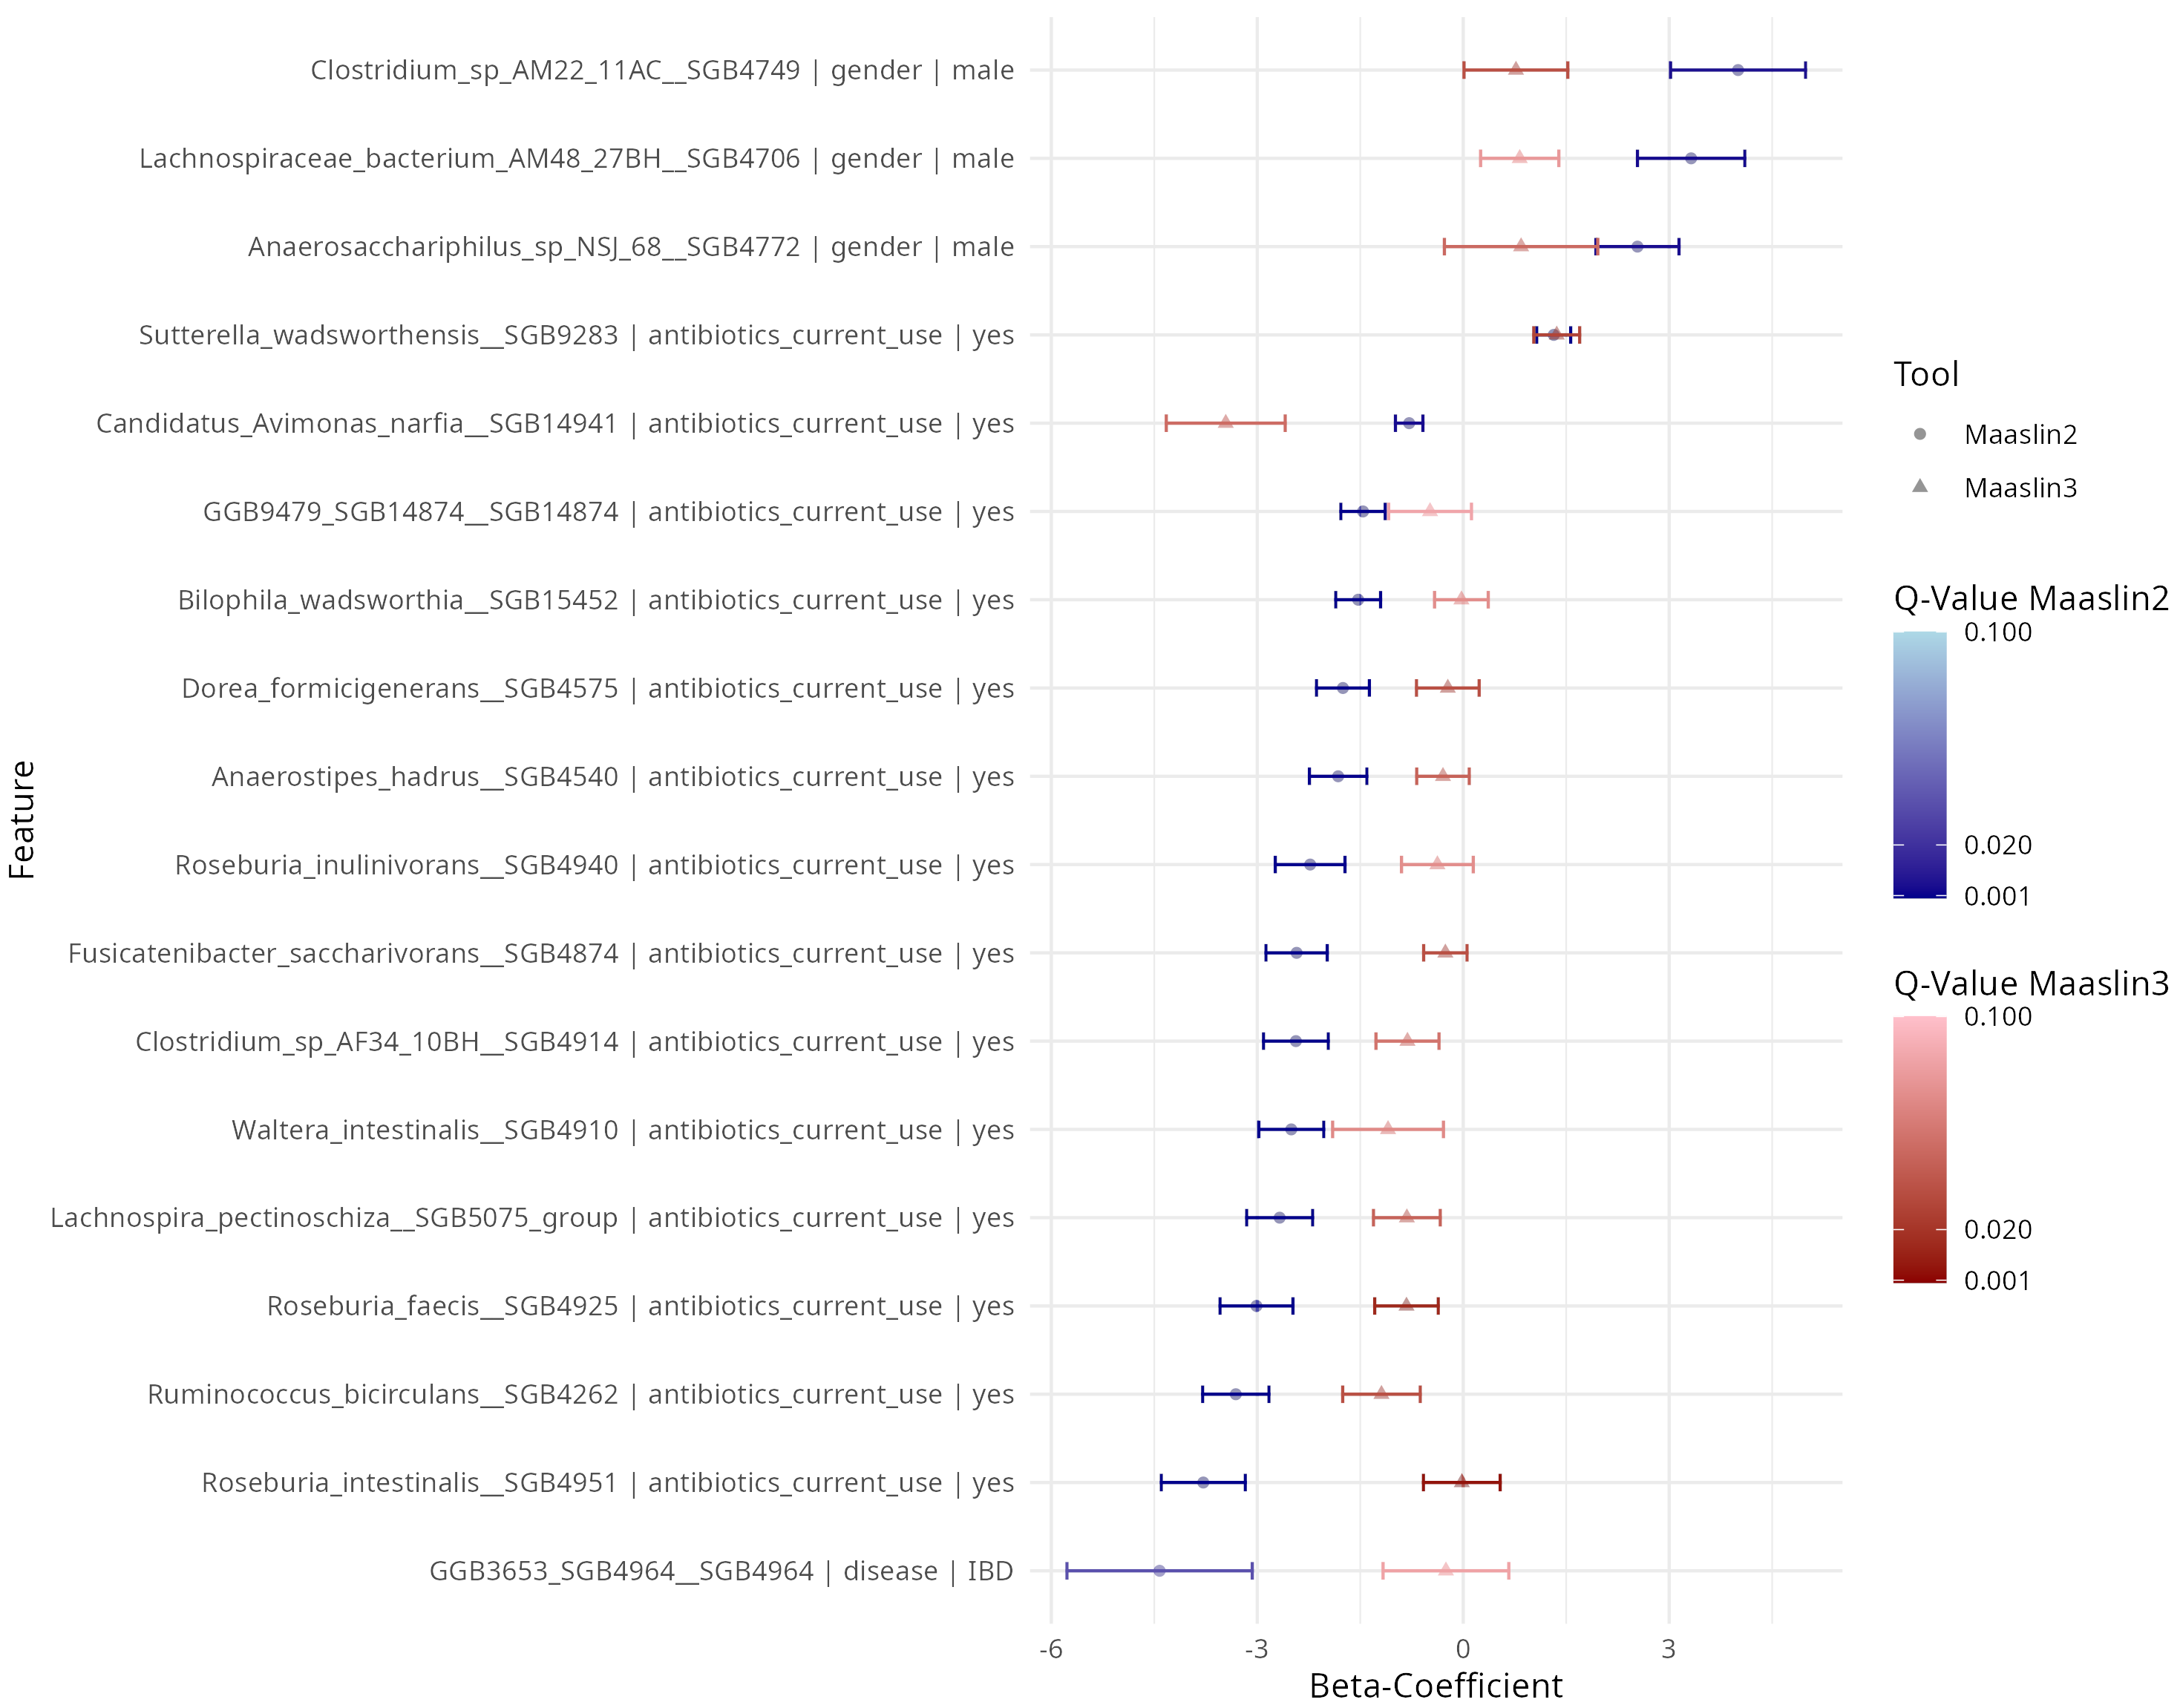 Clostridium_sp_AM22_11AC__SGB4749 | gender | male
Lachnospiraceae_bacterium_AM48_27BH__SGB4706 | gender | male
Anaerosacchariphilus_sp_NSJ_68__SGB4772 | gender | male
Sutterella_wadsworthensis__SGB9283 | antibiotics_current_use | yes
Candidatus_Avimonas_narfia__SGB14941 | antibiotics_current_use | yes
GGB9479_SGB14874__SGB14874 | antibiotics_current_use | yes
Bilophila_wadsworthia__SGB15452 | antibiotics_current_use | yes
Dorea_formicigenerans__SGB4575 | antibiotics_current_use | yes
Anaerostipes_hadrus__SGB4540 | antibiotics_current_use | yes
Roseburia_inulinivorans__SGB4940 | antibiotics_current_use | yes
Fusicatenibacter_saccharivorans__SGB4874 | antibiotics_current_use | yes
Clostridium_sp_AF34_10BH__SGB4914 | antibiotics_current_use | yes
Waltera_intestinalis__SGB4910 | antibiotics_current_use | yes
Lachnospira_pectinoschiza__SGB5075_group | antibiotics_current_use | yes
Roseburia_faecis__SGB4925 | antibiotics_current_use | yes
Ruminococcus_bicirculans__SGB4262 | antibiotics_current_use | yes
Roseburia_intestinalis__SGB4951 | antibiotics_current_use | yes
GGB3653_SGB4964__SGB4964 | disease | IBD
Feature
-6 -3 0 3
Beta-Coefficient
Tool
Maaslin2
Maaslin3
Q-Value Maaslin2
0.100
0.020
0.001
Q-Value Maaslin3
0.100
0.020
0.001